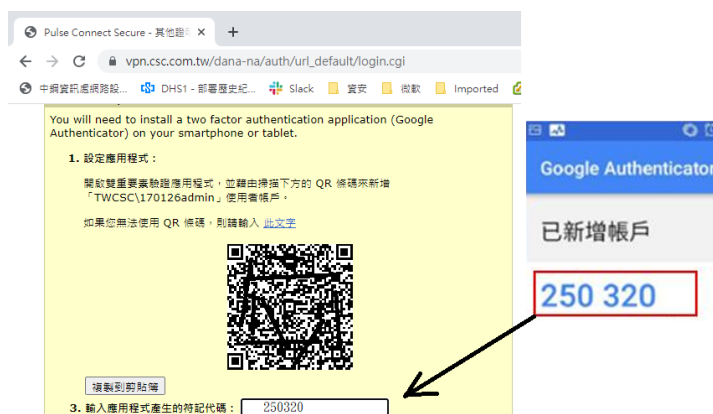 Pulse Connect Secure - 其他證
vpn.csc.com.tw/dana-na/auth/url_default/login.cgi
中鋼資訊處網路設... DHS1 - 部署歷史紀... Slack 資安 微軟 Imported
You will need to install a two factor authentication application (Google
Authenticator) on your smartphone or tablet.
1. 設定應用程式：
開啟雙重要素驗證應用程式，並藉由掃描下方的 QR 條碼來新增
「TWCSC\170126admin」使用者帳戶。
如果您無法使用 QR 條碼，則請輸入 此文字
複製到剪貼簿
3. 輸入應用程式產生的符記代碼： 250320
Google Authenticator
已新增帳戶
250 320